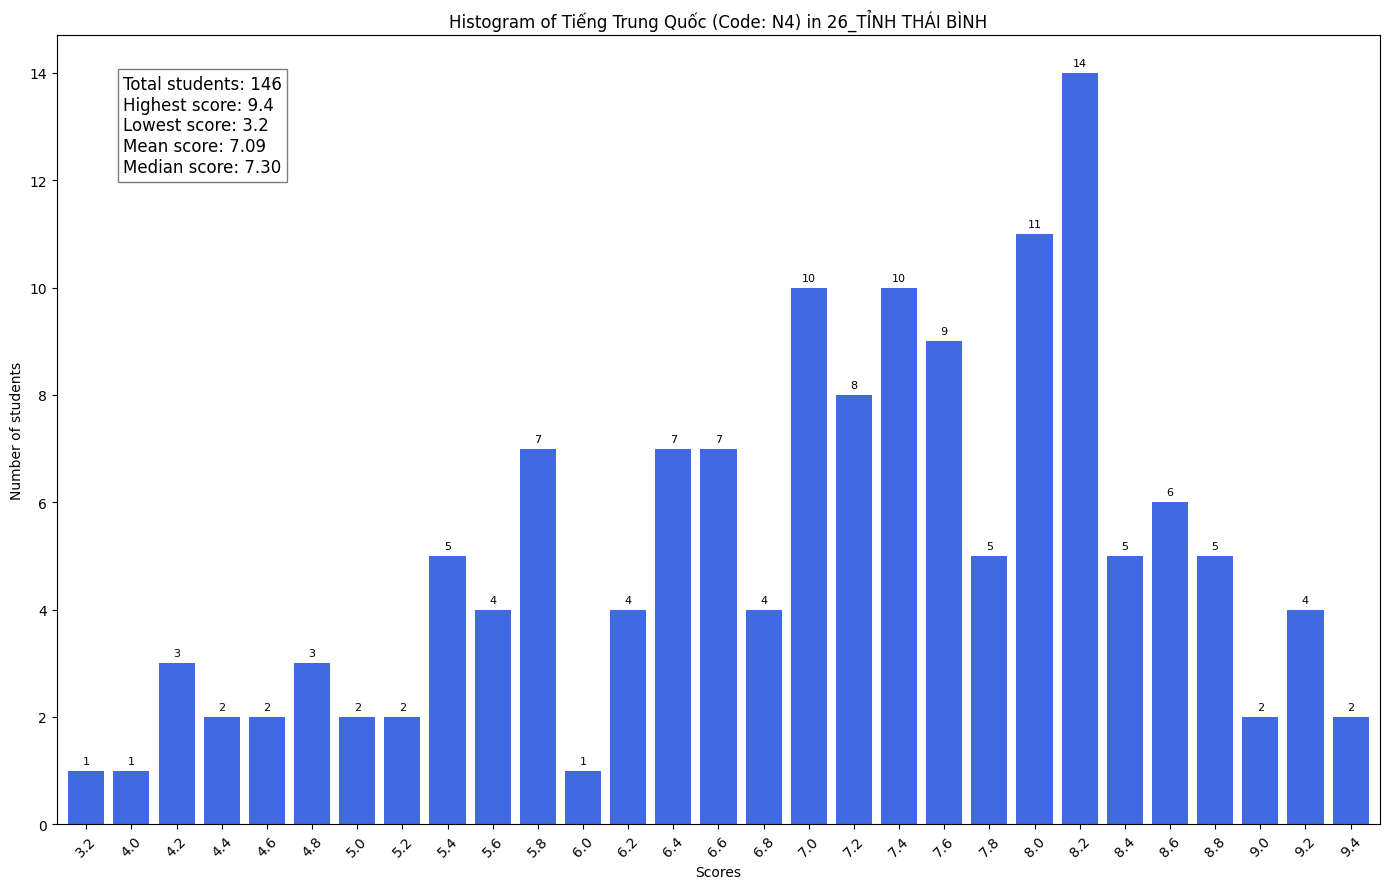 Histogram of Tiếng Trung Quốc (Code: N4) in 26_TỈNH THÁI BÌNH
Total students: 146
Highest score: 9.4
Lowest score: 3.2
Mean score: 7.09
Median score: 7.30
Number of students
14
12
10
8
6
4
2
0
1 1 3 2 2 3 2 2 5 4 7 1 4 7 7 4 10 8 10 9 5 11 14 5 6 5 2 4 2
3.2 4.0 4.2 4.4 4.6 4.8 5.0 5.2 5.4 5.6 5.8 6.0 6.2 6.4 6.6 6.8 7.0 7.2 7.4 7.6 7.8 8.0 8.2 8.4 8.6 8.8 9.0 9.2 9.4
Scores